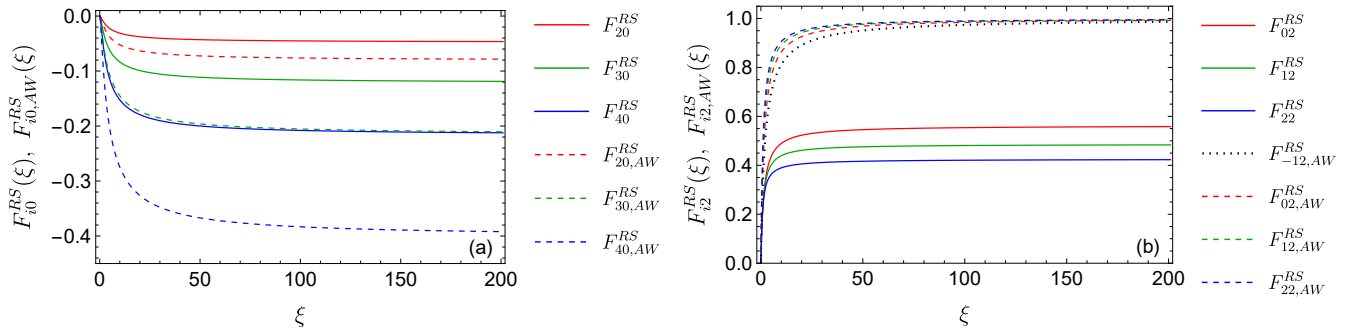 F_{i0}^{RS}(ξ), F_{i0,AW}^{RS}(ξ)
0.0
-0.1
-0.2
-0.3
-0.4
0 50 100 150 200
ξ
(a)
F_{20}^{RS}
F_{30}^{RS}
F_{40}^{RS}
F_{20,AW}^{RS}
F_{30,AW}^{RS}
F_{40,AW}^{RS}
F_{i2}^{RS}(ξ), F_{i2,AW}^{RS}(ξ)
1.0
0.8
0.6
0.4
0.2
0.0
0 50 100 150 200
ξ
(b)
F_{02}^{RS}
F_{12}^{RS}
F_{22}^{RS}
F_{-12,AW}^{RS}
F_{02,AW}^{RS}
F_{12,AW}^{RS}
F_{22,AW}^{RS}